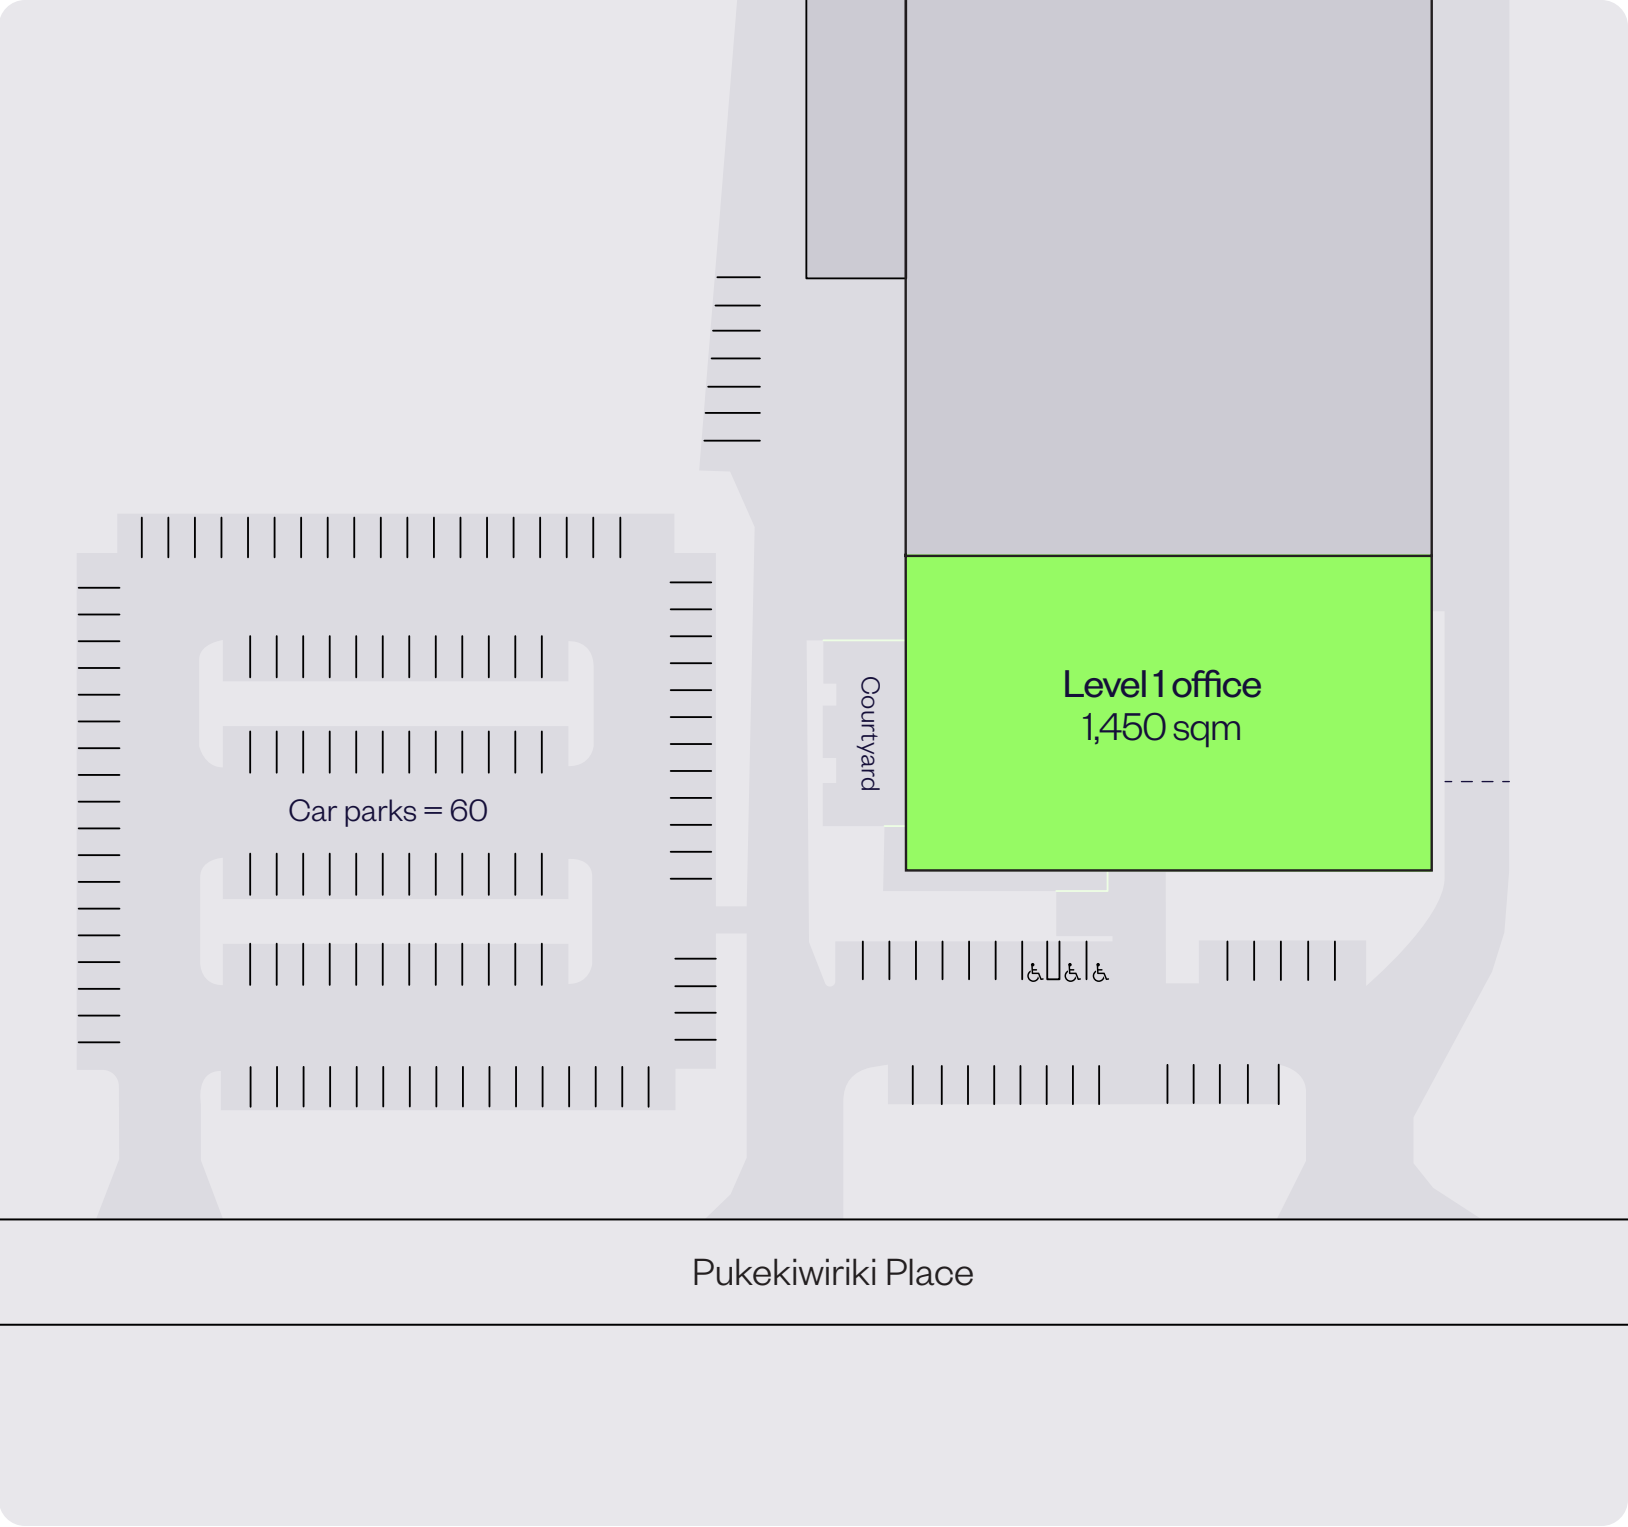 Level 1 office
1,450 sqm
Courtyard
Car parks = 60
Pukekiwiriki Place